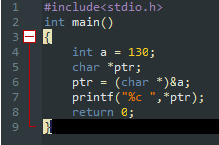 1 #include<stdio.h>
2 int main()
3 {
4 int a = 130;
5 char *ptr;
6 ptr = (char *)&a;
7 printf("%c ",*ptr);
8 return 0;
9 }